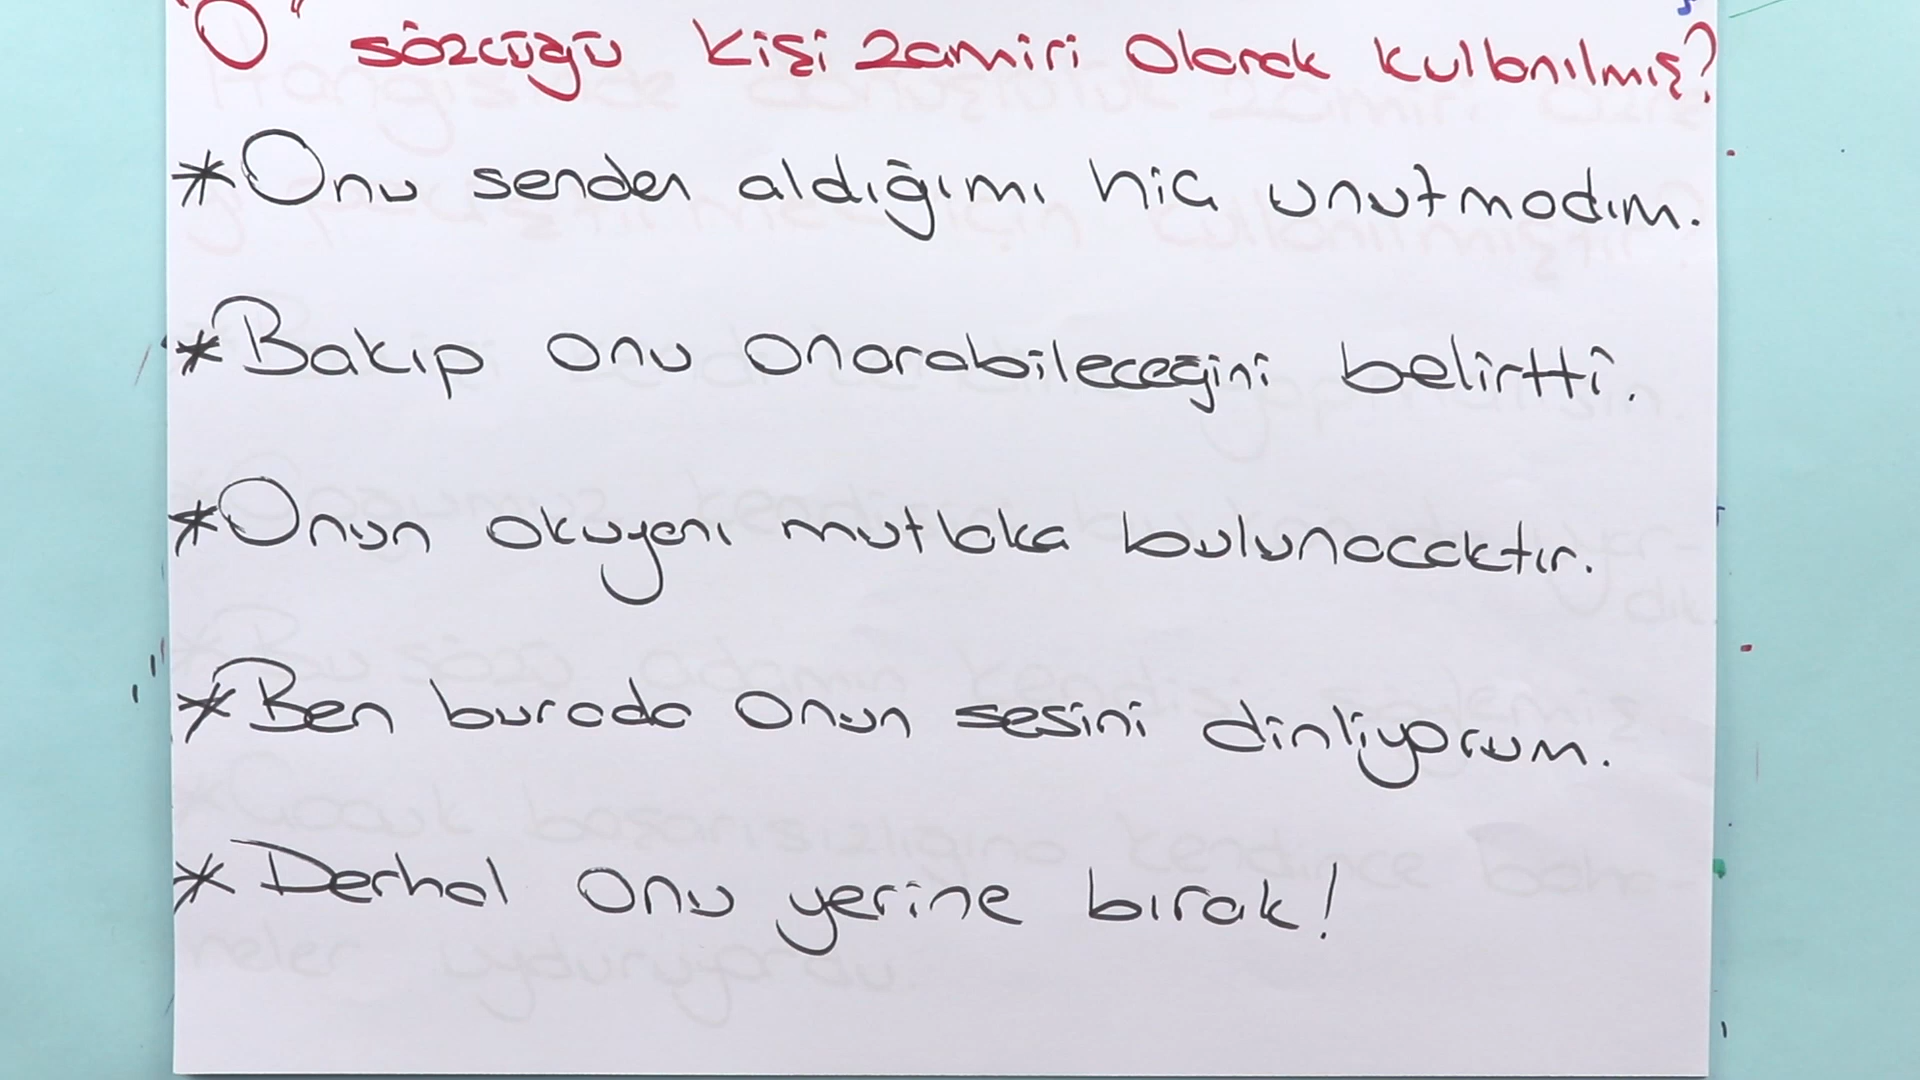 "O" sözcüğü kişi zamiri olarak kullanılmış?
*Onu senden aldığımı hiç unutmadım.
*Bakıp onu onarabileceğini belirtti.
*Onun okuyanı mutlaka bulunacaktır.
*Ben burada onun sesini dinliyorum.
*Derhal onu yerine bırak!